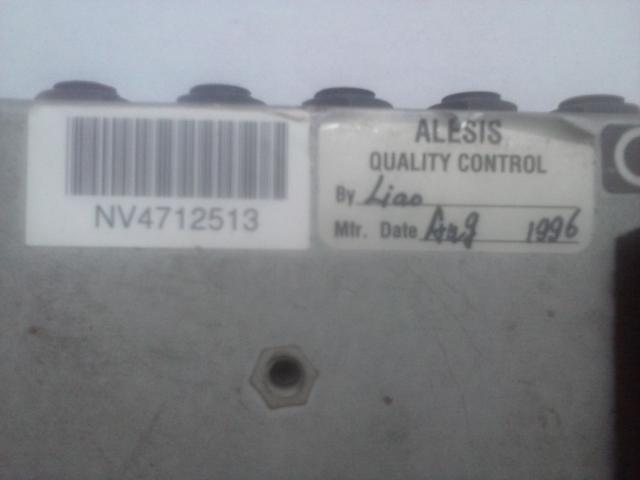 NV4712513
ALESIS
QUALITY CONTROL
By Liao
Mfr. Date Aug 1996